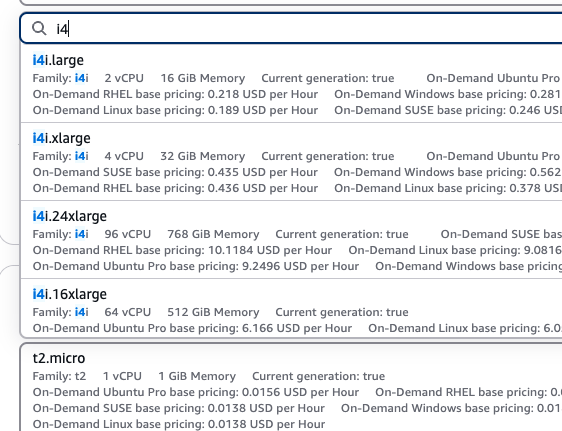 i4
i4i.large
Family: i4i 2 vCPU 16 GiB Memory Current generation: true On-Demand Ubuntu Pro
On-Demand RHEL base pricing: 0.218 USD per Hour On-Demand Windows base pricing: 0.281
On-Demand Linux base pricing: 0.189 USD per Hour On-Demand SUSE base pricing: 0.246 USD
i4i.xlarge
Family: i4i 4 vCPU 32 GiB Memory Current generation: true On-Demand Ubuntu Pro
On-Demand SUSE base pricing: 0.435 USD per Hour On-Demand Windows base pricing: 0.562
On-Demand RHEL base pricing: 0.436 USD per Hour On-Demand Linux base pricing: 0.378 USD
i4i.24xlarge
Family: i4i 96 vCPU 768 GiB Memory Current generation: true On-Demand SUSE bas
On-Demand RHEL base pricing: 10.1184 USD per Hour On-Demand Linux base pricing: 9.0816
On-Demand Ubuntu Pro base pricing: 9.2496 USD per Hour On-Demand Windows base pricing
i4i.16xlarge
Family: i4i 64 vCPU 512 GiB Memory Current generation: true
On-Demand Ubuntu Pro base pricing: 6.166 USD per Hour On-Demand Linux base pricing: 6.0
t2.micro
Family: t2 1 vCPU 1 GiB Memory Current generation: true
On-Demand Ubuntu Pro base pricing: 0.0156 USD per Hour On-Demand RHEL base pricing: 0.0
On-Demand SUSE base pricing: 0.0138 USD per Hour On-Demand Windows base pricing: 0.01
On-Demand Linux base pricing: 0.0138 USD per Hour